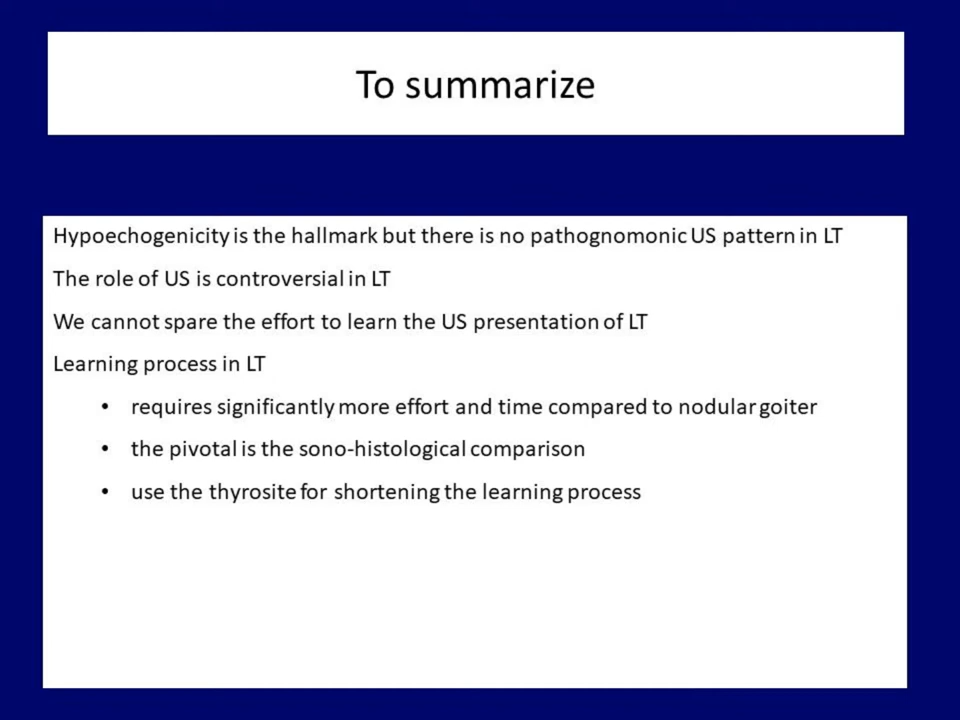 To summarize
Hypoechogenicity is the hallmark but there is no pathognomonic US pattern in LT
The role of US is controversial in LT
We cannot spare the effort to learn the US presentation of LT
Learning process in LT
• requires significantly more effort and time compared to nodular goiter
• the pivotal is the sono-histological comparison
• use the thyrosite for shortening the learning process